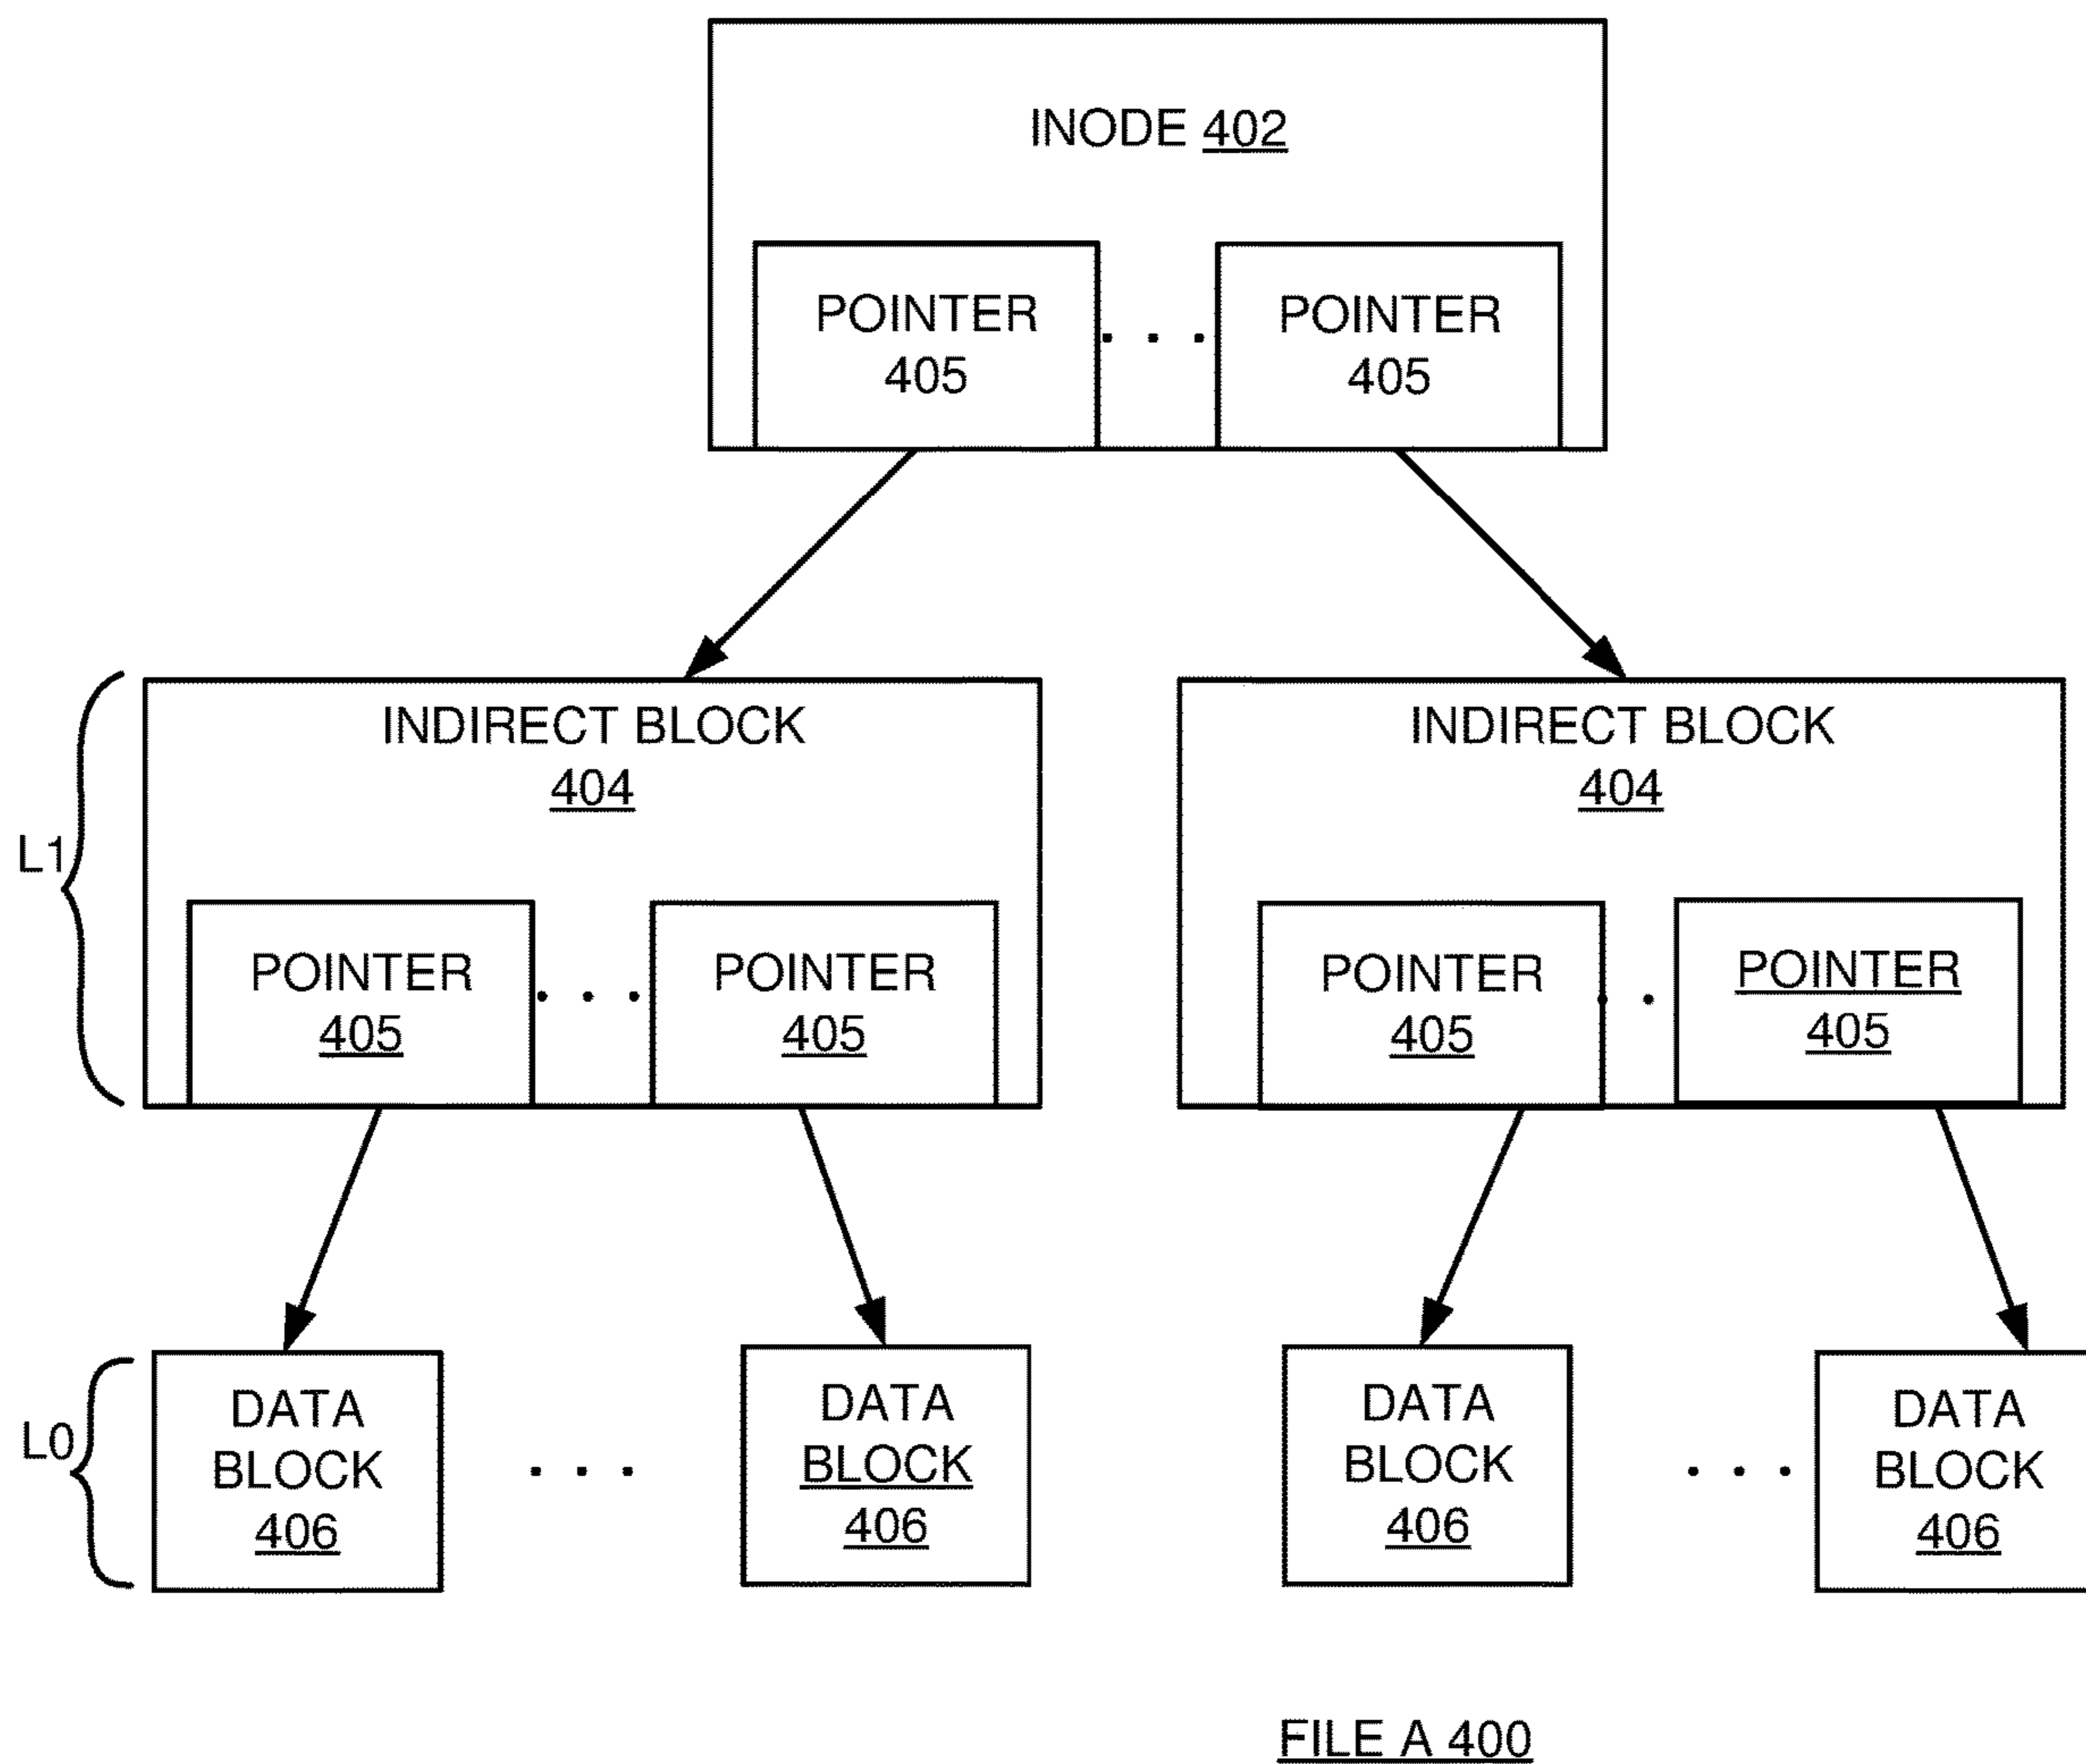 INODE 402
POINTER
405
. . .
POINTER
405
INDIRECT BLOCK
404
INDIRECT BLOCK
404
L1
POINTER
405
. . .
POINTER
405
POINTER
405
. .
POINTER
405
L0
DATA
BLOCK
406
. . .
DATA
BLOCK
406
DATA
BLOCK
406
. . .
DATA
BLOCK
406
FILE A 400